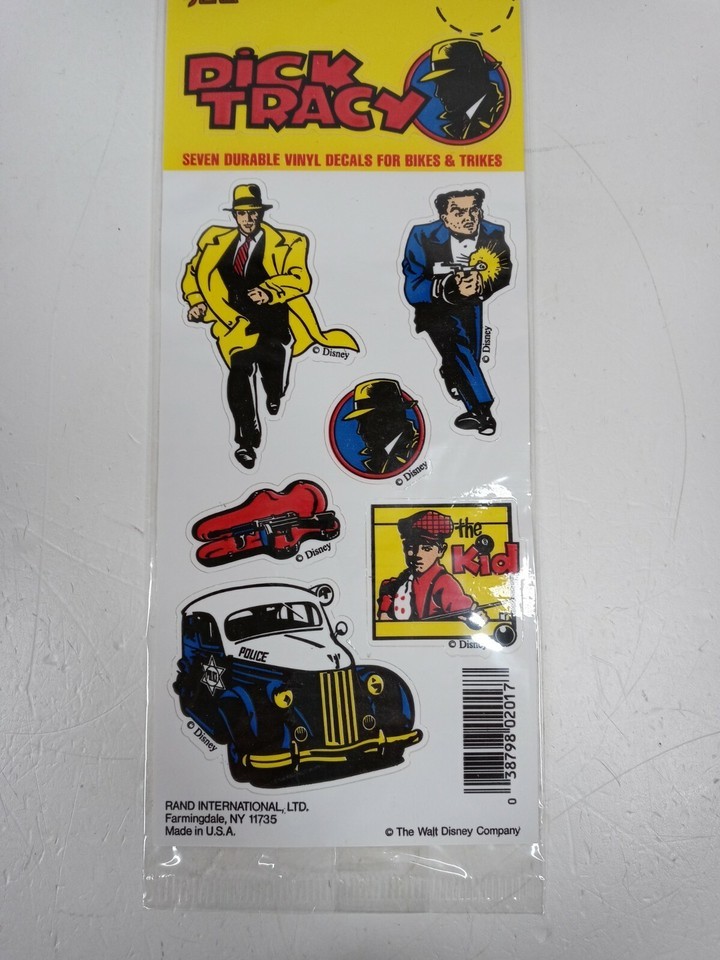 DiCK
TRACY
SEVEN DURABLE VINYL DECALS FOR BIKES & TRIKES
© Disney
© Disney
© Disney
© Disney
the
Kid
© Disney
POLICE
© Disney
0 38798 02017
RAND INTERNATIONAL, LTD.
Farmingdale, NY 11735
Made in U.S.A.
© The Walt Disney Company